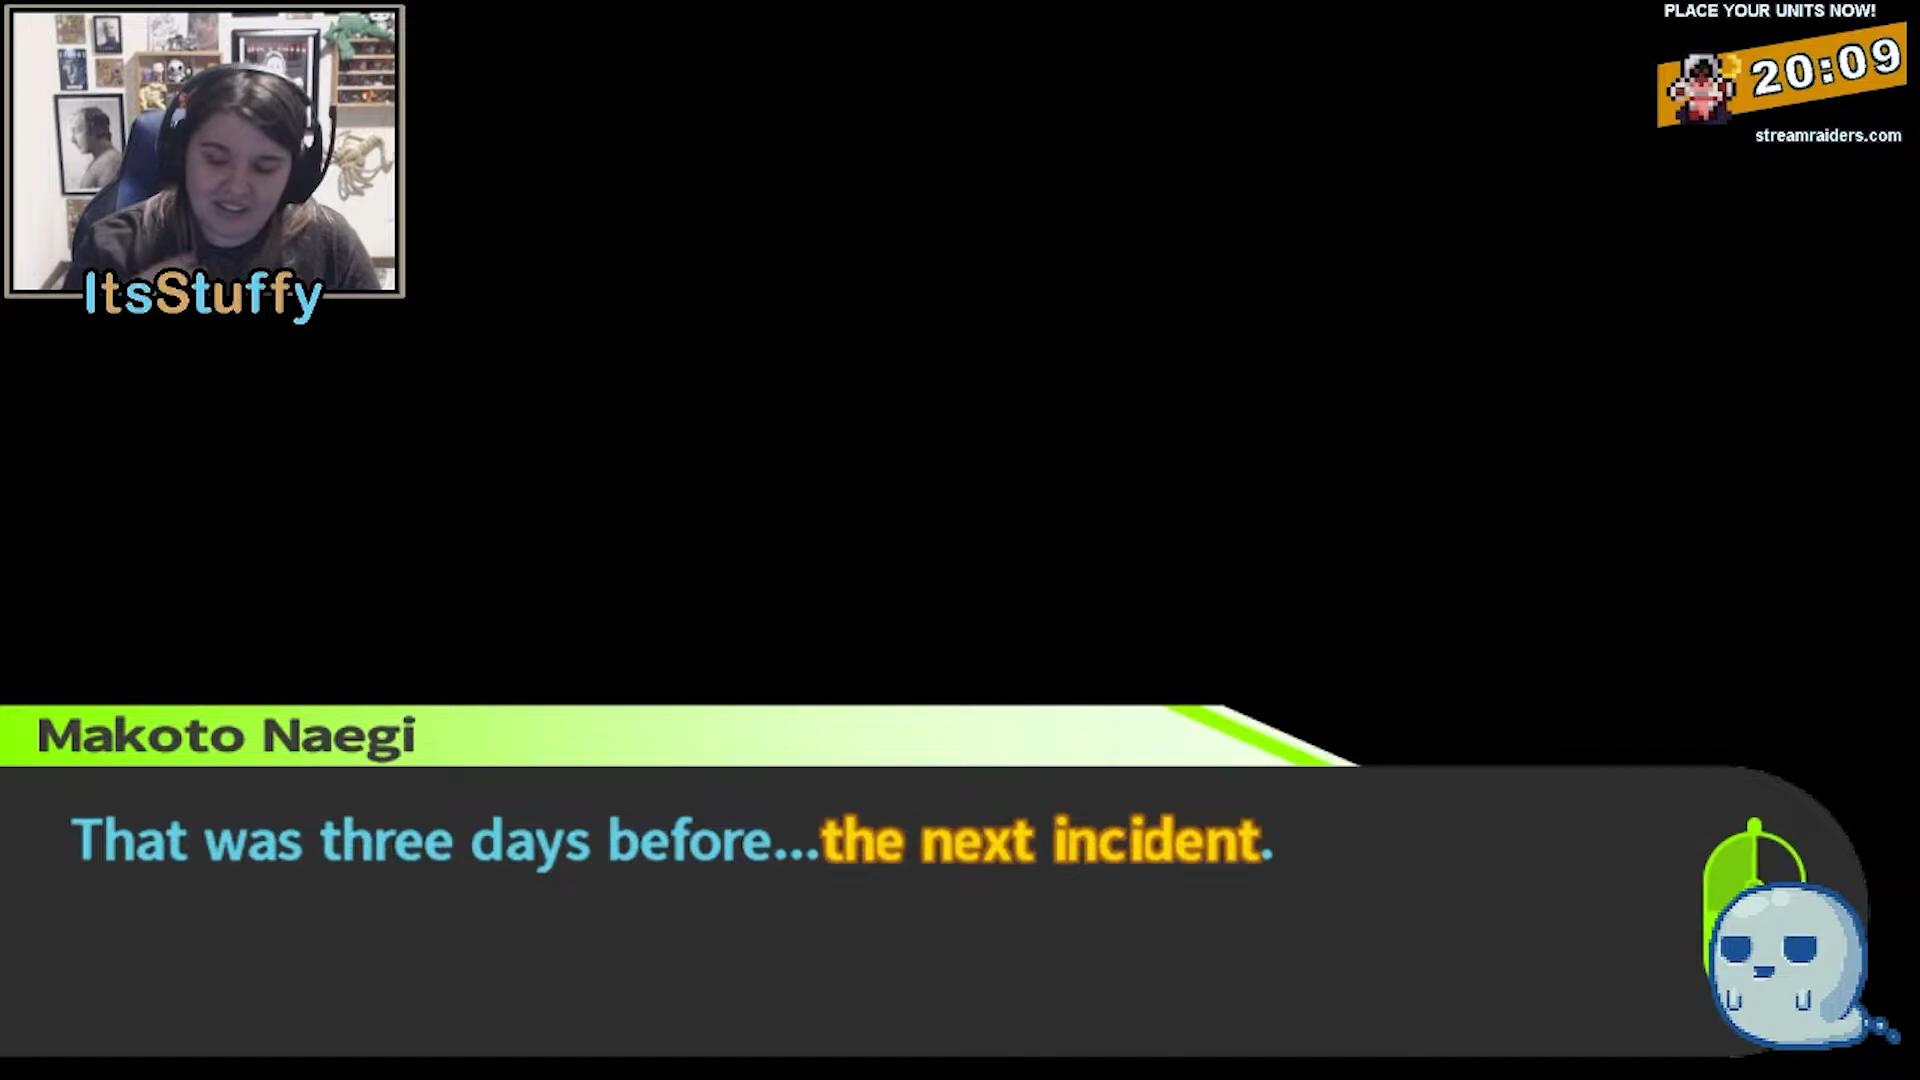 PLACE YOUR UNITS NOW!
20:09
streamraiders.com
ItsStuffy
Makoto Naegi
That was three days before...the next incident.